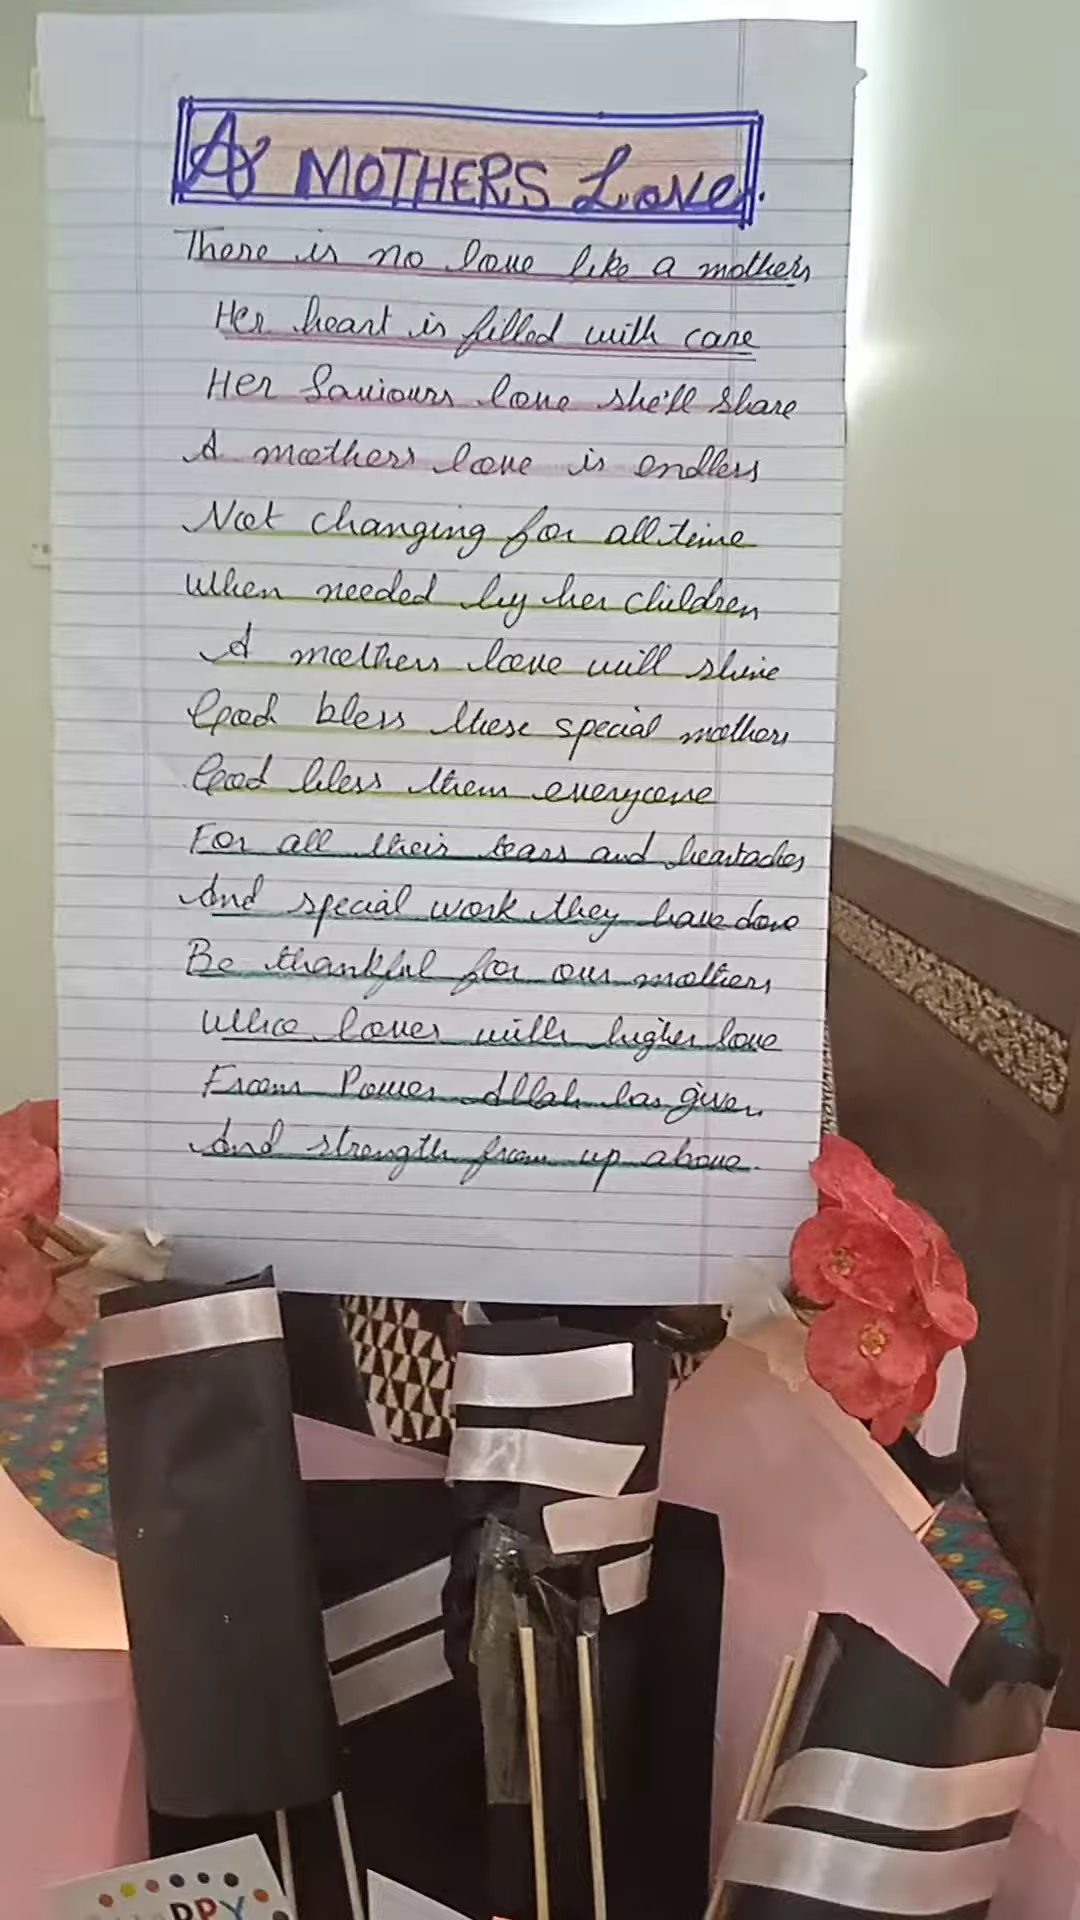 A MOTHERS Love.
There is no love like a mothers
Her heart is filled with care
Her Saviours love she'll share
A mothers love is endless
Not changing for all time
When needed by her children
A mothers love will shine
God bless these special mothers
God bless them everyone
For all their tears and heartaches
And special work they have done
Be thankful for our mothers
Who loves with higher love
From Power Allah has given
And strength from up above.
PPY